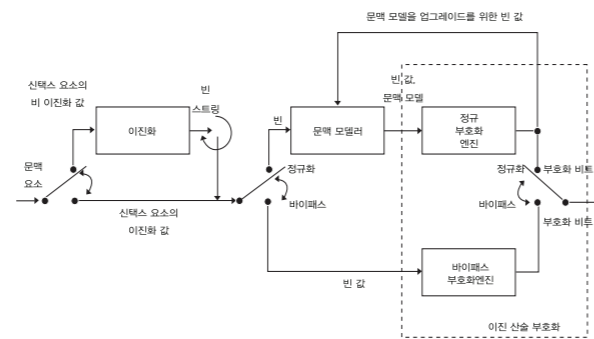 문맥 모델을 업그레이드를 위한 빈 값
신택스 요소의
비 이진화 값
빈
스트링
빈 값,
문맥 모델
이진화
빈
문맥 모델러
정규
부호화
엔진
문맥
요소
정규화
정규화
부호화 비트
바이패스
바이패스
신택스 요소의
이진화 값
부호화 비트
바이패스
부호화엔진
빈 값
이진 산술 부호화